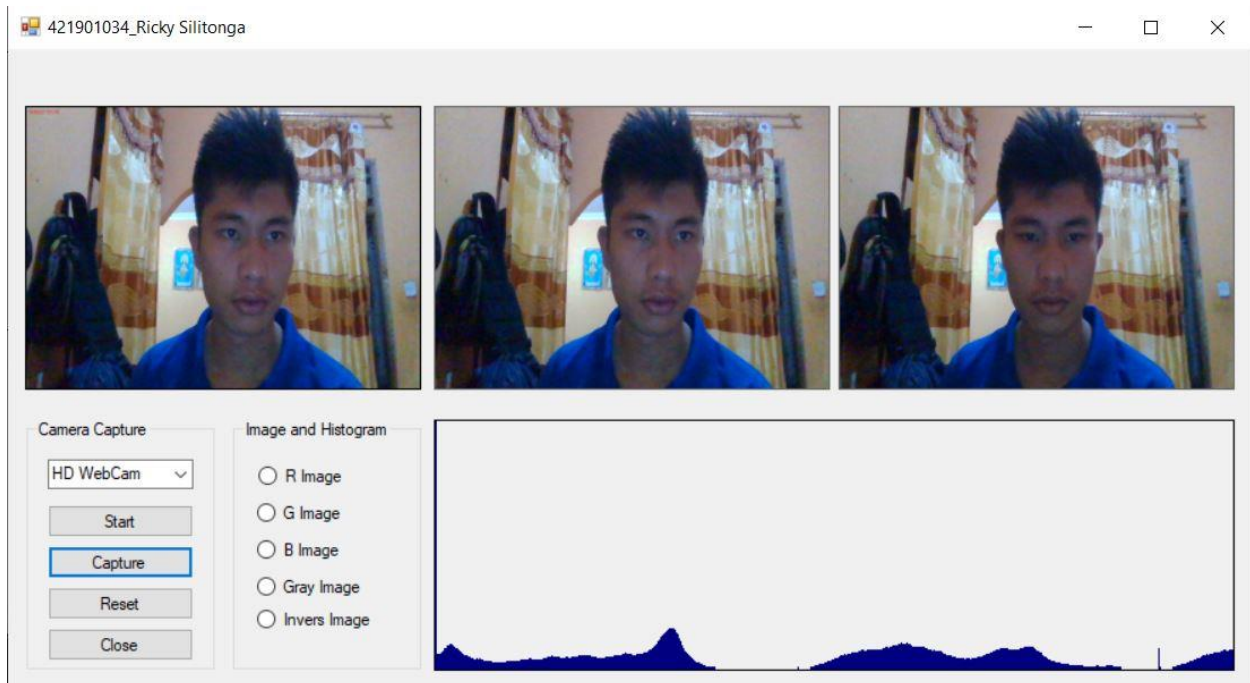 421901034_Ricky Silitonga
Camera Capture
HD WebCam
Start
Capture
Reset
Close
Image and Histogram
R Image
G Image
B Image
Gray Image
Invers Image